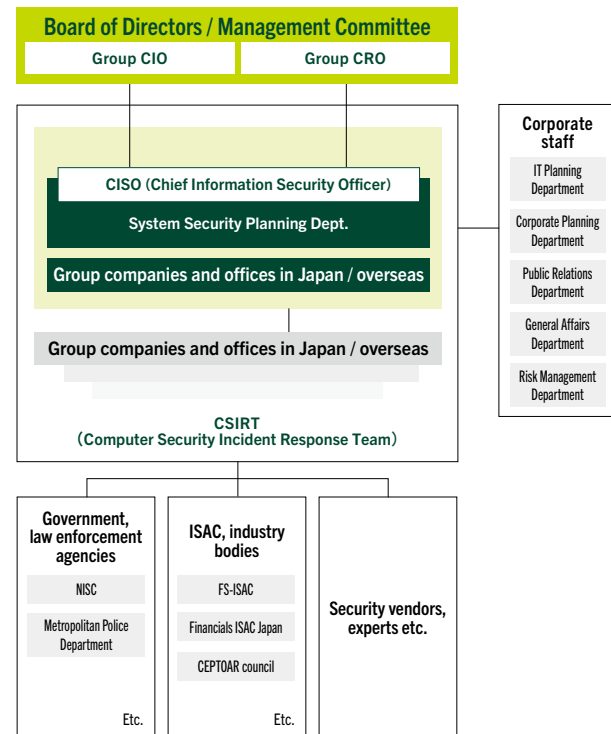 Board of Directors / Management Committee
Group CIO
Group CRO
CISO (Chief Information Security Officer)
System Security Planning Dept.
Group companies and offices in Japan / overseas
Group companies and offices in Japan / overseas
CSIRT
(Computer Security Incident Response Team)
Corporate
staff
IT Planning
Department
Corporate Planning
Department
Public Relations
Department
General Affairs
Department
Risk Management
Department
Government,
law enforcement
agencies
NISC
Metropolitan Police
Department
Etc.
ISAC, industry
bodies
FS-ISAC
Financials ISAC Japan
CEPTOAR council
Etc.
Security vendors,
experts etc.